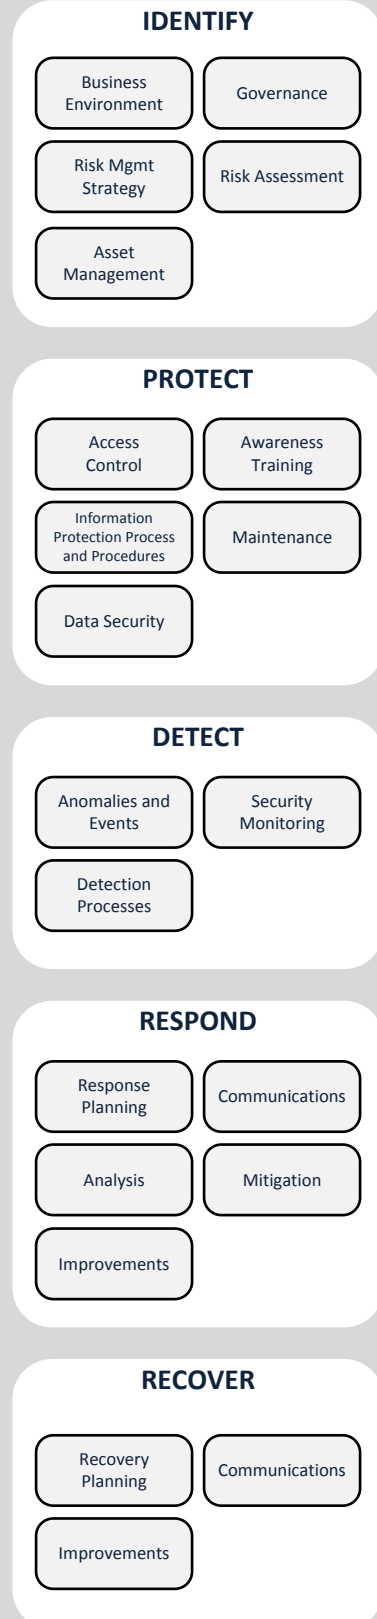 IDENTIFY
Business
Environment
Governance
Risk Mgmt
Strategy
Risk Assessment
Asset
Management
PROTECT
Access
Control
Awareness
Training
Information
Protection Process
and Procedures
Maintenance
Data Security
DETECT
Anomalies and
Events
Security
Monitoring
Detection
Processes
RESPOND
Response
Planning
Communications
Analysis
Mitigation
Improvements
RECOVER
Recovery
Planning
Communications
Improvements